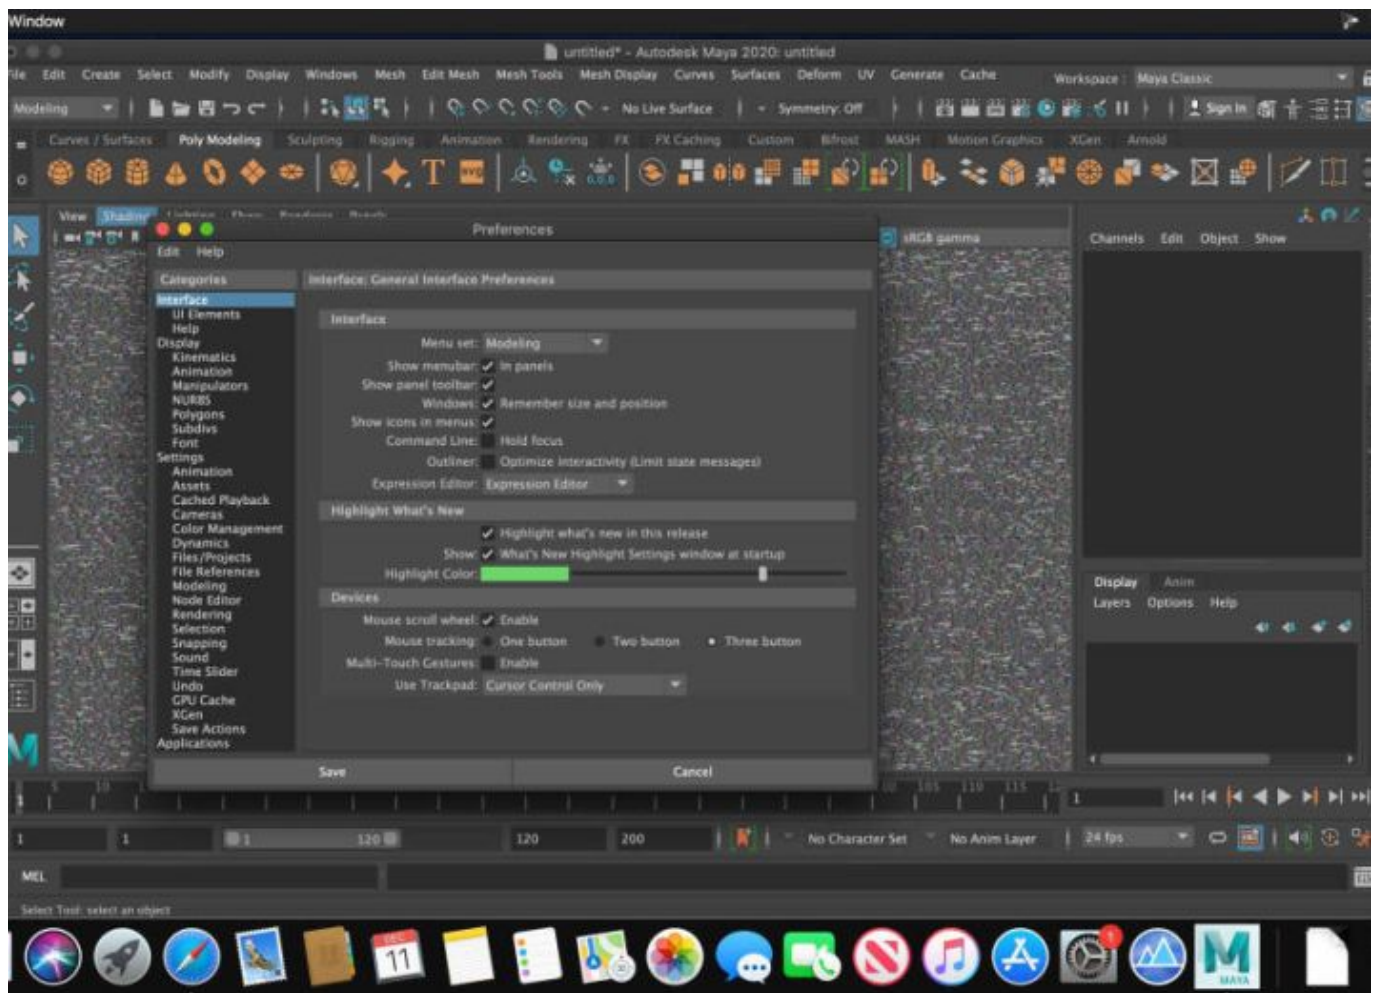 Window
untitled* - Autodesk Maya 2020: untitled
File Edit Create Select Modify Display Windows Mesh Edit Mesh Mesh Tools Mesh Display Curves Surfaces Deform UV Generate Cache Workspace: Maya Classic
Modeling No Live Surface Symmetry: Off Sign In
Curves / Surfaces Poly Modeling Sculpting Rigging Animation Rendering FX FX Caching Custom Bifrost MASH Motion Graphics XGen Arnold
View Shading
sRGB gamma
Channels Edit Object Show
Preferences
Edit Help
Categories
Interface
UI Elements
Help
Display
Kinematics
Animation
Manipulators
NURBS
Polygons
Subdivs
Font
Settings
Animation
Assets
Cached Playback
Cameras
Color Management
Dynamics
Files/Projects
File References
Modeling
Node Editor
Rendering
Selection
Snapping
Sound
Time Slider
Undo
GPU Cache
XGen
Save Actions
Applications
Interface: General Interface Preferences
Interface
Menu set: Modeling
Show menubar: In panels
Show panel toolbar:
Windows: Remember size and position
Show icons in menus:
Command Line: Hold focus
Outliner: Optimize Interactivity (Limit state messages)
Expression Editor: Expression Editor
Highlight What's New
Highlight what's new in this release
Show: What's New Highlight Settings window at startup
Highlight Color:
Devices
Mouse scroll wheel: Enable
Mouse tracking: One button Two button Three button
Multi-Touch Gestures: Enable
Use Trackpad: Cursor Control Only
Save Cancel
Display Anim
Layers Options Help
5 10 105 110 115 1
1 1 1 120 120 200 No Character Set No Anim Layer 24 fps
MEL
Select Tool: select an object
DEC
11
1
MAYA